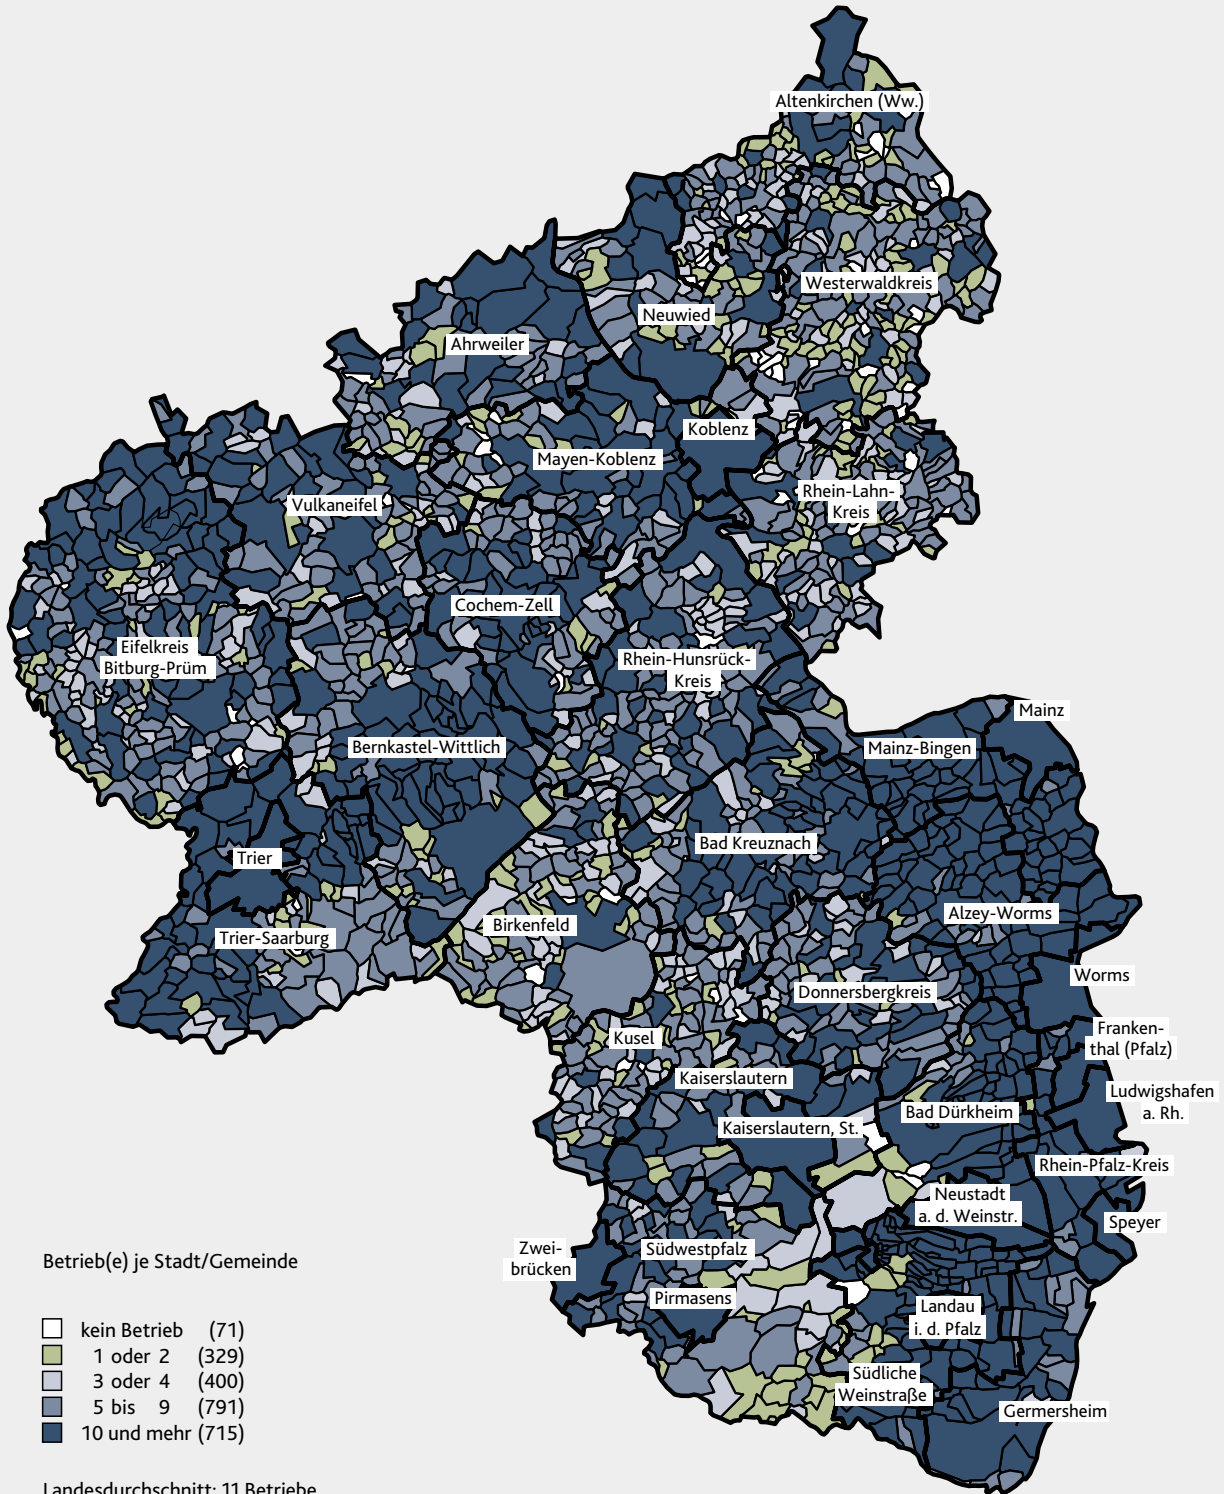 Altenkirchen (Ww.)
Westerwaldkreis
Neuwied
Ahrweiler
Koblenz
Mayen-Koblenz
Rhein-Lahn-
Kreis
Vulkaneifel
Cochem-Zell
Eifelkreis
Bitburg-Prüm
Rhein-Hunsrück-
Kreis
Mainz
Mainz-Bingen
Bernkastel-Wittlich
Bad Kreuznach
Trier
Alzey-Worms
Birkenfeld
Trier-Saarburg
Worms
Donnersbergkreis
Franken-
thal (Pfalz)
Kusel
Kaiserslautern
Ludwigshafen
a. Rh.
Bad Dürkheim
Kaiserslautern, St.
Rhein-Pfalz-Kreis
Neustadt
a. d. Weinstr.
Speyer
Zwei-
brücken
Südwestpfalz
Pirmasens
Landau
i. d. Pfalz
Südliche
Weinstraße
Germersheim
Betrieb(e) je Stadt/Gemeinde
kein Betrieb (71)
1 oder 2 (329)
3 oder 4 (400)
5 bis 9 (791)
10 und mehr (715)
Landesdurchschnitt: 11 Betriebe